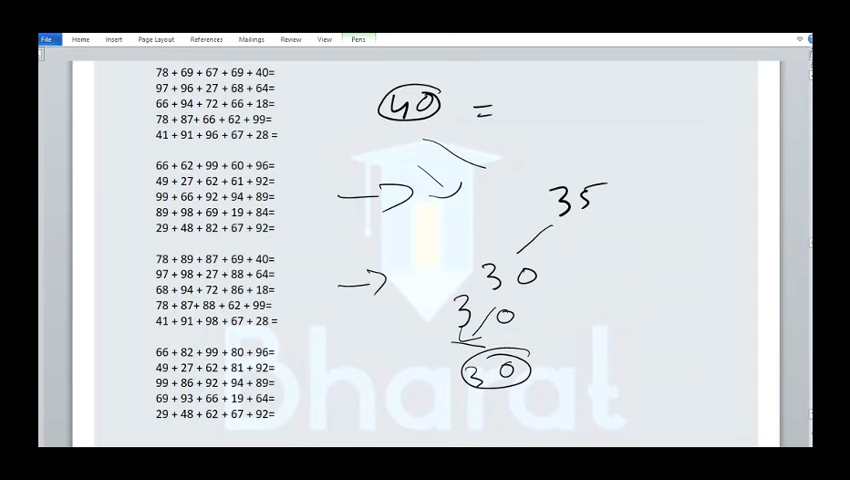 File Home Insert Page Layout References Mailings Review View Pens
78 + 69 + 67 + 69 + 40=
97 + 96 + 27 + 68 + 64=
66 + 94 + 72 + 66 + 18=
78 + 87+ 66 + 62 + 99=
41 + 91 + 96 + 67 + 28 =
66 + 62 + 99 + 60 + 96=
49 + 27 + 62 + 61 + 92=
99 + 66 + 92 + 94 + 89=
89 + 98 + 69 + 19 + 84=
29 + 48 + 82 + 67 + 92=
78 + 89 + 87 + 69 + 40=
97 + 98 + 27 + 88 + 64=
68 + 94 + 72 + 86 + 18=
78 + 87+ 88 + 62 + 99=
41 + 91 + 98 + 67 + 28 =
66 + 82 + 99 + 80 + 96=
49 + 27 + 62 + 81 + 92=
99 + 86 + 92 + 94 + 89=
69 + 93 + 66 + 19 + 64=
29 + 48 + 62 + 67 + 92=
40 =
35
30
30
30
Bharat